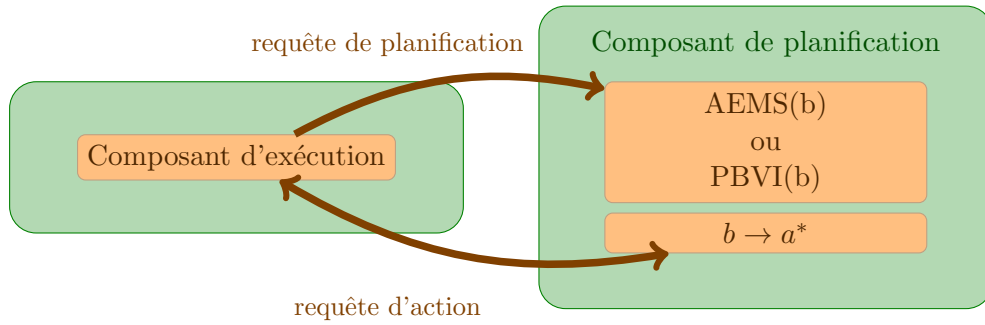 requête de planification
Composant de planification
AEMS(b)
ou
PBVI(b)
Composant d'exécution
b → a*
requête d'action